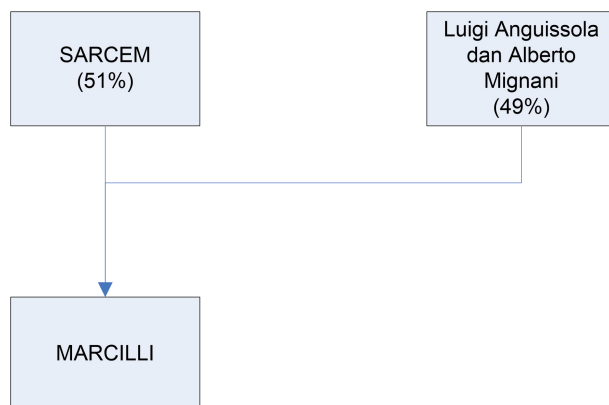 SARCEM
(51%)
Luigi Anguissola
dan Alberto
Mignani
(49%)
MARCILLI